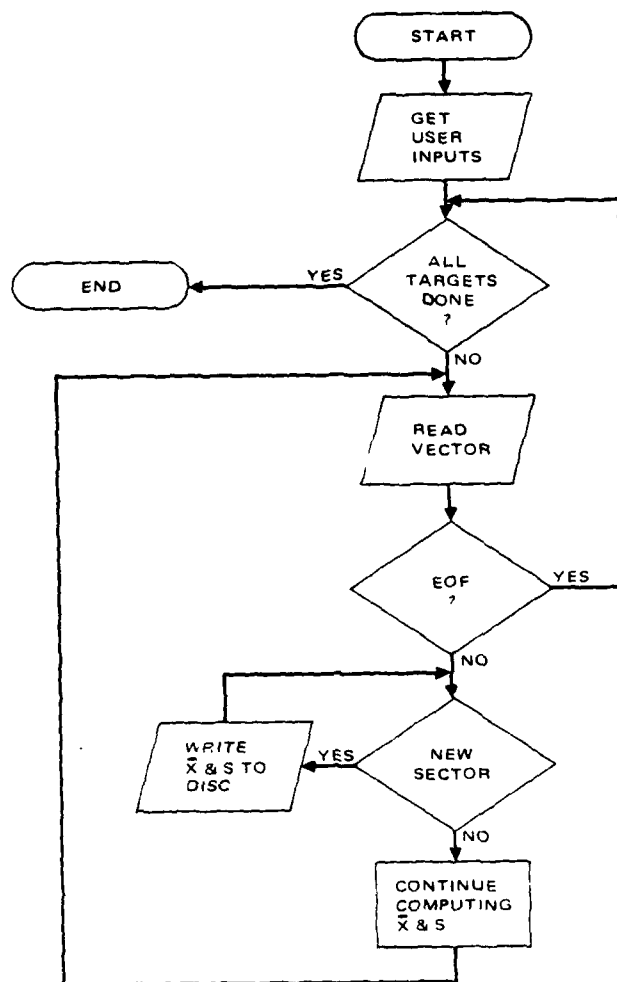 START
GET
USER
INPUTS
ALL
TARGETS
DONE
?
YES
END
NO
READ
VECTOR
EOF
?
YES
NO
NEW
SECTOR
YES
WRITE
X̄ & S TO
DISC
NO
CONTINUE
COMPUTING
X̄ & S